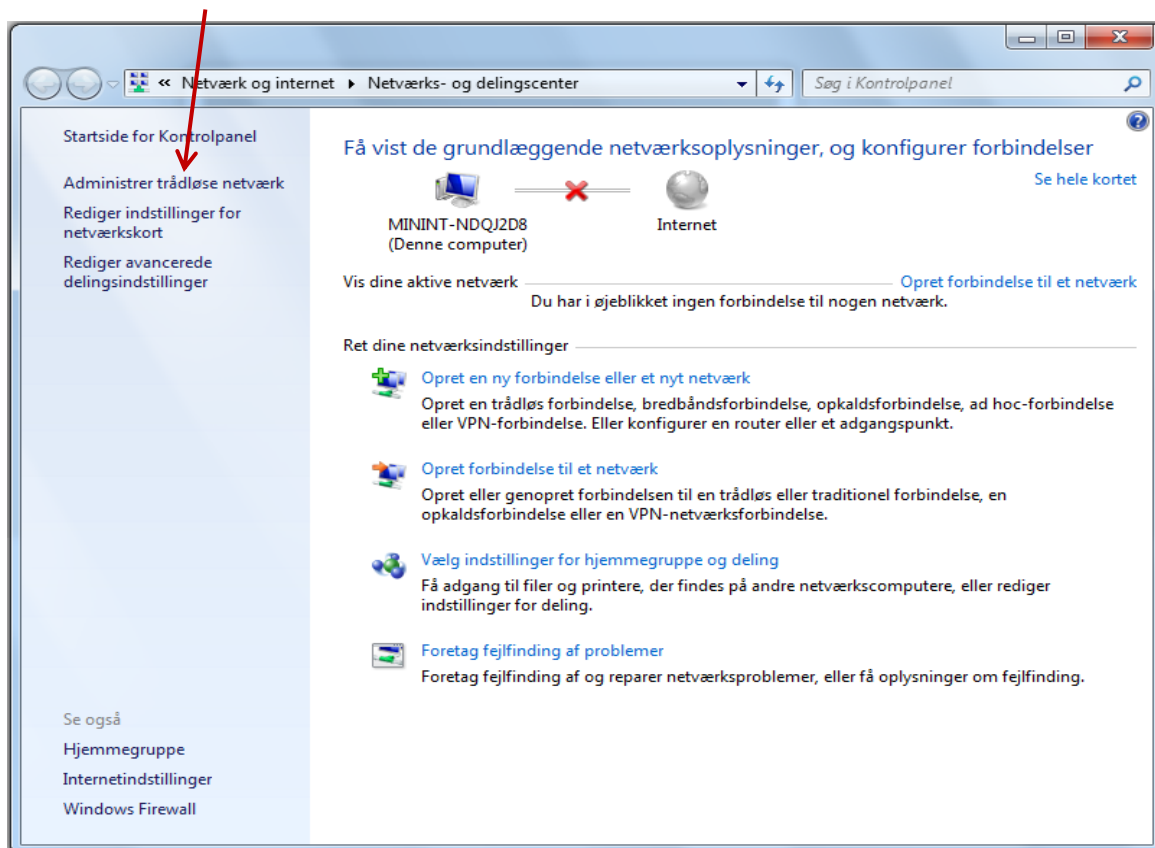 « Netværk og internet ▸ Netværks- og delingscenter
Søg i Kontrolpanel
Startside for Kontrolpanel
Administrer trådløse netværk
Rediger indstillinger for
netværkskort
Rediger avancerede
delingsindstillinger
Se også
Hjemmegruppe
Internetindstillinger
Windows Firewall
Få vist de grundlæggende netværksoplysninger, og konfigurer forbindelser
Se hele kortet
MININT-NDQJ2D8
(Denne computer)
Internet
Vis dine aktive netværk
Opret forbindelse til et netværk
Du har i øjeblikket ingen forbindelse til nogen netværk.
Ret dine netværksindstillinger
Opret en ny forbindelse eller et nyt netværk
Opret en trådløs forbindelse, bredbåndsforbindelse, opkaldsforbindelse, ad hoc-forbindelse
eller VPN-forbindelse. Eller konfigurer en router eller et adgangspunkt.
Opret forbindelse til et netværk
Opret eller genopret forbindelsen til en trådløs eller traditionel forbindelse, en
opkaldsforbindelse eller en VPN-netværksforbindelse.
Vælg indstillinger for hjemmegruppe og deling
Få adgang til filer og printere, der findes på andre netværkscomputere, eller rediger
indstillinger for deling.
Foretag fejlfinding af problemer
Foretag fejlfinding af og reparer netværksproblemer, eller få oplysninger om fejlfinding.